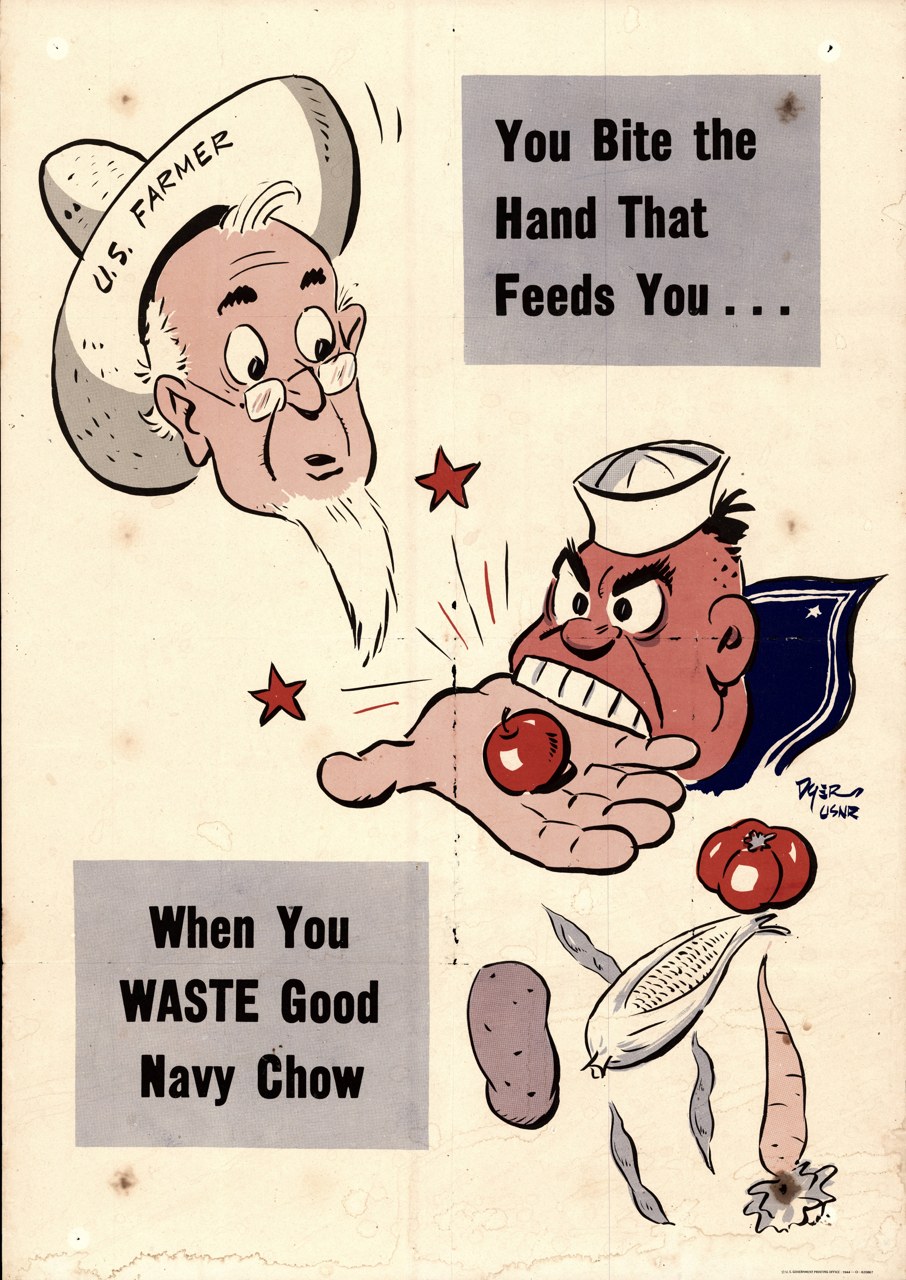 U.S. FARMER
You Bite the
Hand That
Feeds You . . .
DYER
USNR
When You
WASTE Good
Navy Chow